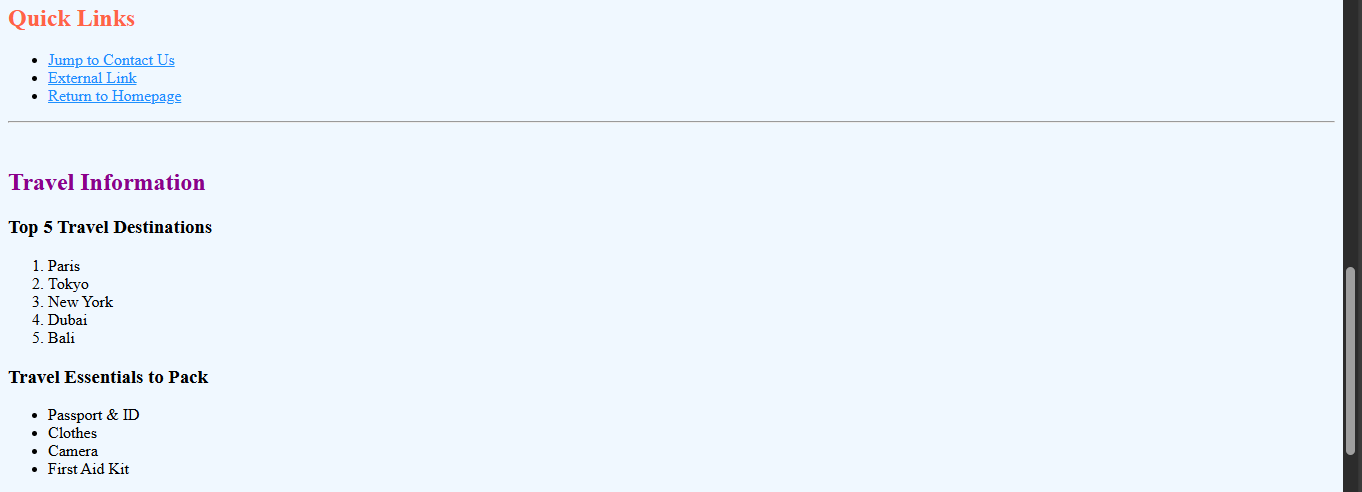 Quick Links
• Jump to Contact Us
• External Link
• Return to Homepage
Travel Information
Top 5 Travel Destinations
1. Paris
2. Tokyo
3. New York
4. Dubai
5. Bali
Travel Essentials to Pack
• Passport & ID
• Clothes
• Camera
• First Aid Kit